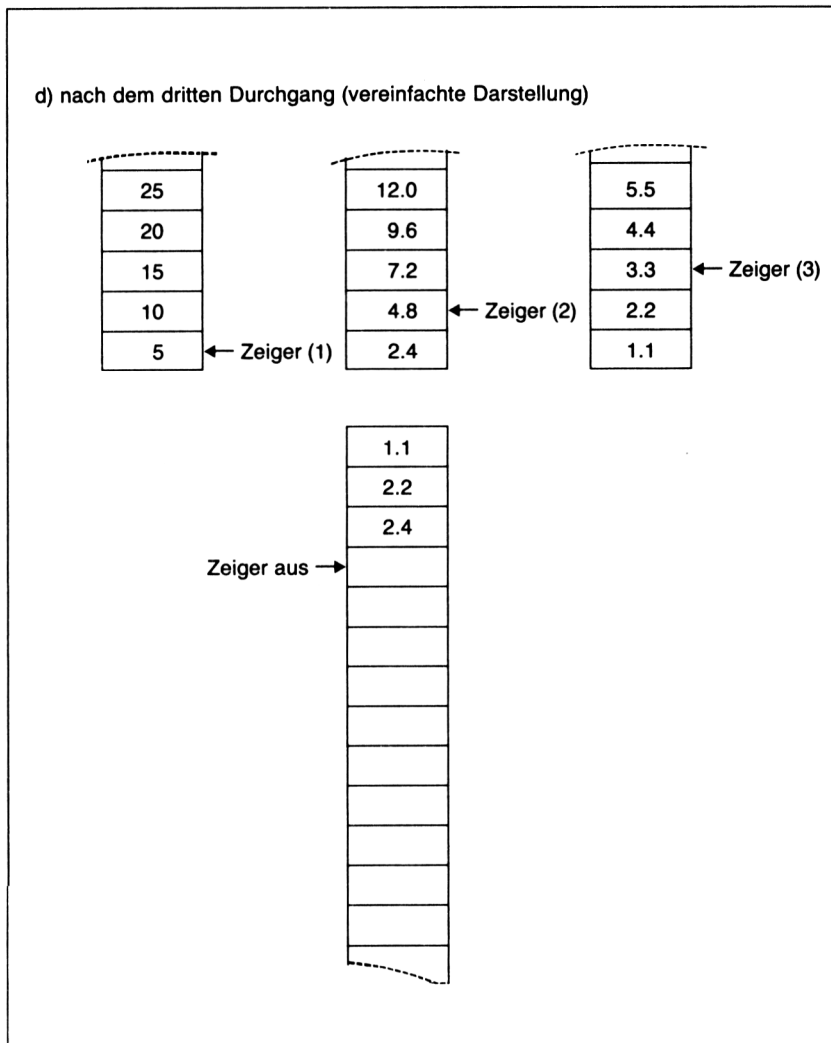 d) nach dem dritten Durchgang (vereinfachte Darstellung)
25 12.0 5.5
20 9.6 4.4
15 7.2 3.3 Zeiger (3)
10 4.8 Zeiger (2) 2.2
5 Zeiger (1) 2.4 1.1
1.1
2.2
2.4
Zeiger aus